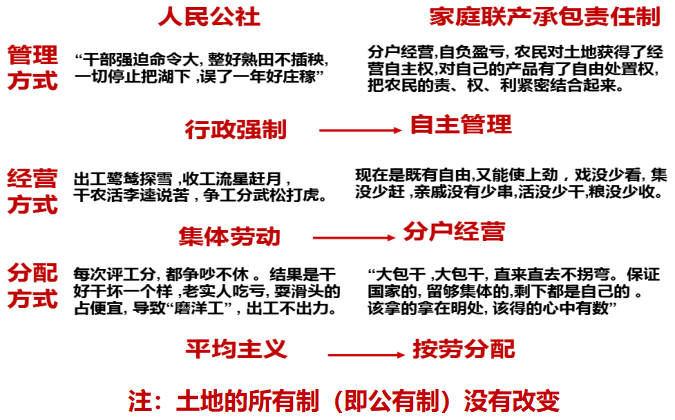 人民公社 家庭联产承包责任制
管理
方式
“干部强迫命令大, 整好熟田不插秧,
一切停止把湖下 ,误了一年好庄稼”
分户经营,自负盈亏, 农民对土地获得了经
营自主权,对自己的产品有了自由处置权,
把农民的责、权、利紧密结合起来。
行政强制 自主管理
经营
方式
出工鹭鸶探雪 ,收工流星赶月 ,
干农活李逵说苦 , 争工分武松打虎。
现在是既有自由,又能使上劲 , 戏没少看, 集
没少赶 ,亲戚没有少串,活没少干,粮没少收。
集体劳动 分户经营
分配
方式
每次评工分, 都争吵不休 。结果是干
好干坏一个样 ,老实人吃亏, 耍滑头的
占便宜, 导致“磨洋工” , 出工不出力。
“大包干 ,大包干, 直来直去不拐弯。保证
国家的, 留够集体的,剩下都是自己的 。
该拿的拿在明处, 该得的心中有数”
平均主义 按劳分配
注：土地的所有制（即公有制）没有改变